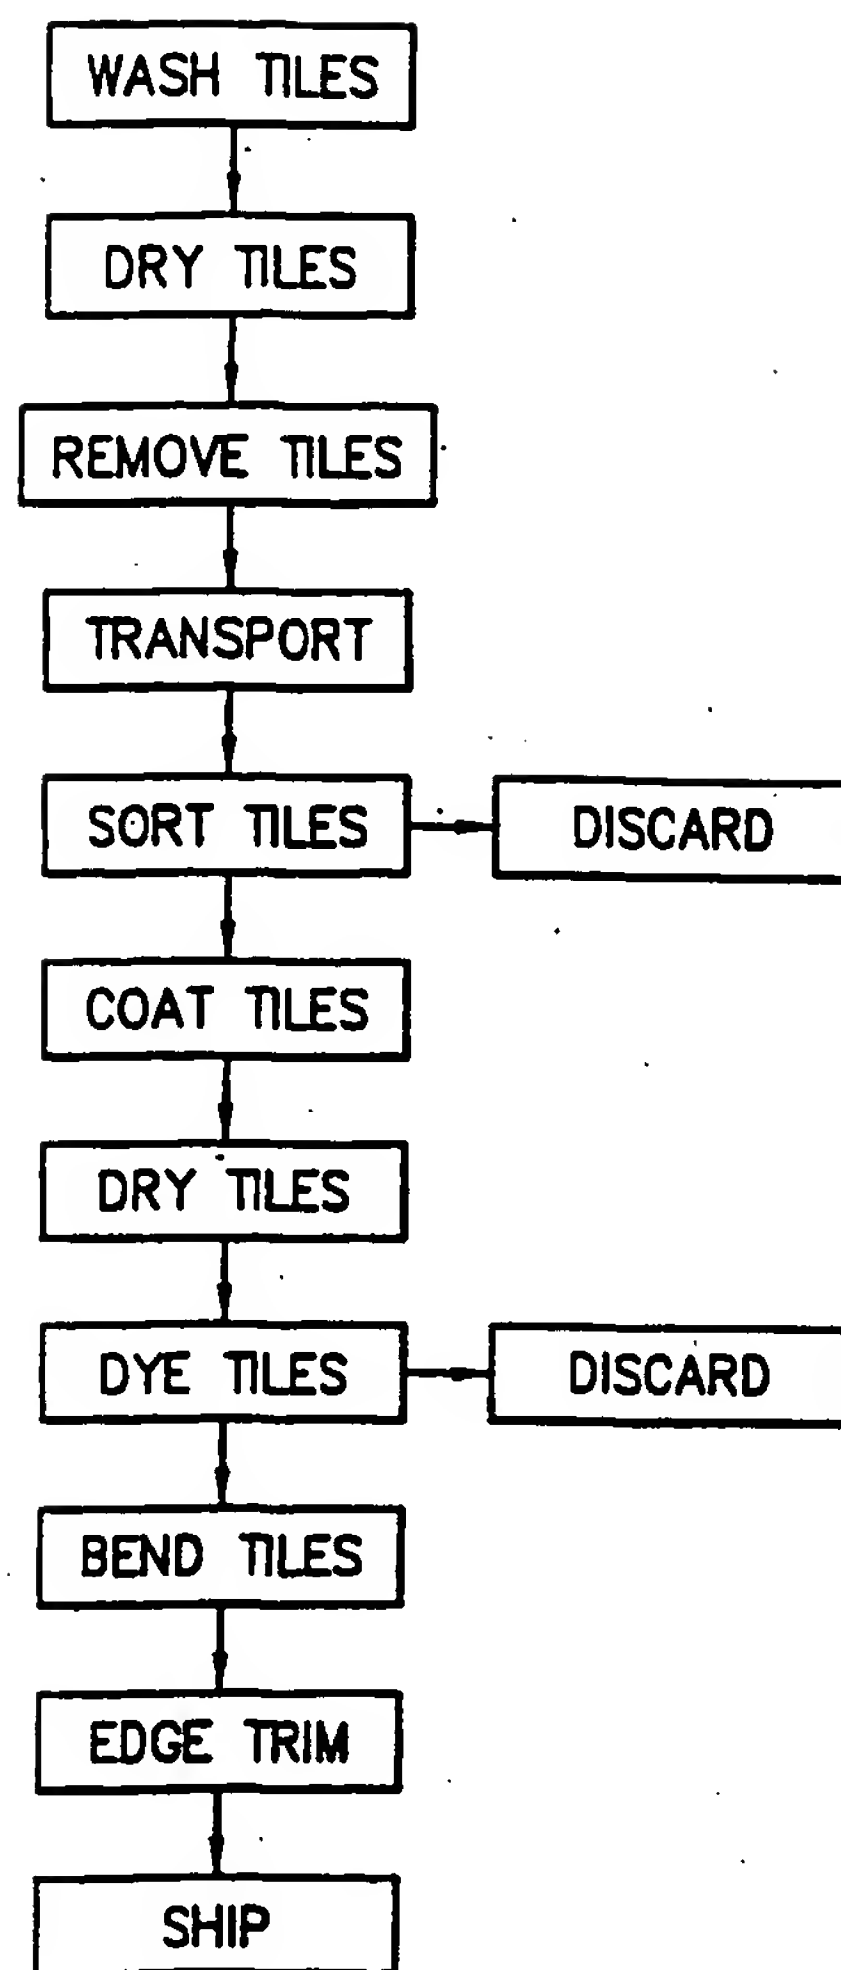 WASH TILES
DRY TILES
REMOVE TILES
TRANSPORT
SORT TILES
DISCARD
COAT TILES
DRY TILES
DYE TILES
DISCARD
BEND TILES
EDGE TRIM
SHIP